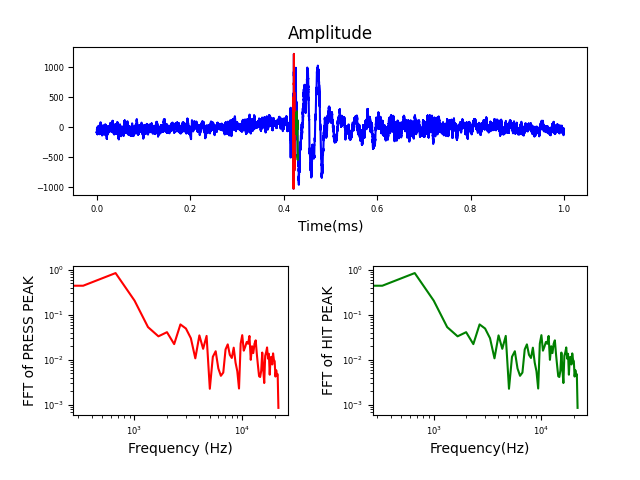 Amplitude
1000
500
0
−500
−1000
0.0 0.2 0.4 0.6 0.8 1.0
Time(ms)
FFT of PRESS PEAK
10⁰
10⁻¹
10⁻²
10⁻³
10³ 10⁴
Frequency (Hz)
FFT of HIT PEAK
10⁰
10⁻¹
10⁻²
10⁻³
10³ 10⁴
Frequency(Hz)